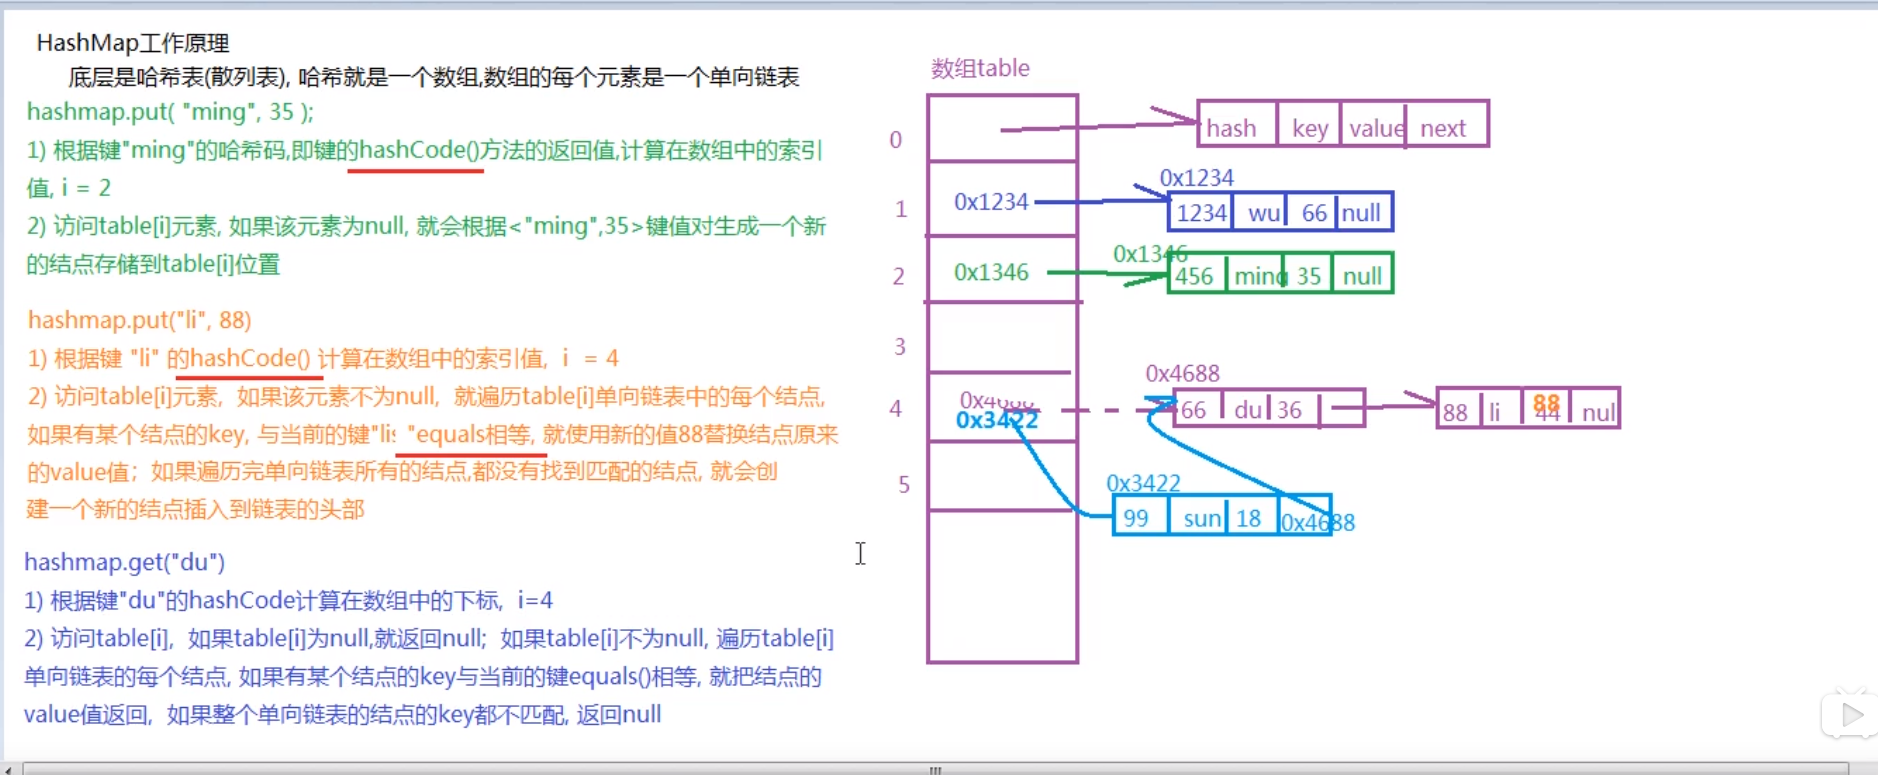 HashMap工作原理
底层是哈希表(散列表), 哈希就是一个数组,数组的每个元素是一个单向链表
hashmap.put( "ming", 35 );
1) 根据键"ming"的哈希码,即键的hashCode()方法的返回值,计算在数组中的索引
值, i = 2
2) 访问table[i]元素, 如果该元素为null, 就会根据<"ming",35>键值对生成一个新
的结点存储到table[i]位置
hashmap.put("li", 88)
1) 根据键 "li" 的hashCode() 计算在数组中的索引值, i = 4
2) 访问table[i]元素, 如果该元素不为null, 就遍历table[i]单向链表中的每个结点,
如果有某个结点的key, 与当前的键"lis "equals相等, 就使用新的值88替换结点原来
的value值; 如果遍历完单向链表所有的结点,都没有找到匹配的结点, 就会创
建一个新的结点插入到链表的头部
hashmap.get("du")
1) 根据键"du"的hashCode计算在数组中的下标, i=4
2) 访问table[i], 如果table[i]为null,就返回null; 如果table[i]不为null, 遍历table[i]
单向链表的每个结点, 如果有某个结点的key与当前的键equals()相等, 就把结点的
value值返回, 如果整个单向链表的结点的key都不匹配, 返回null
数组table
0
hash key value next
0x1234
1 0x1234
1234 wu 66 null
0x1346
2 0x1346
456 ming 35 null
3
0x4688
4 0x4688
0x3422
66 du 36
88 li 44 nul
88
5
0x3422
99 sun 18 0x4688